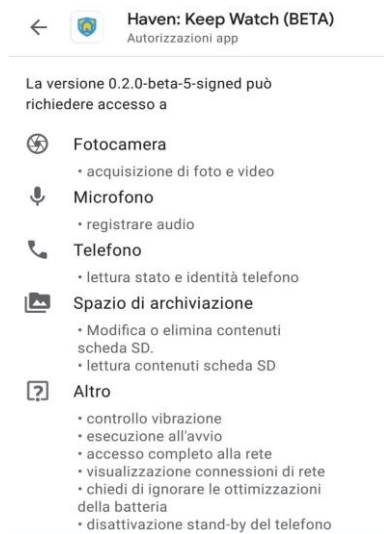 Haven: Keep Watch (BETA)
Autorizzazioni app
La versione 0.2.0-beta-5-signed può
richiedere accesso a
Fotocamera
• acquisizione di foto e video
Microfono
• registrare audio
Telefono
• lettura stato e identità telefono
Spazio di archiviazione
• Modifica o elimina contenuti
scheda SD.
• lettura contenuti scheda SD
Altro
• controllo vibrazione
• esecuzione all'avvio
• accesso completo alla rete
• visualizzazione connessioni di rete
• chiedi di ignorare le ottimizzazioni
della batteria
• disattivazione stand-by del telefono